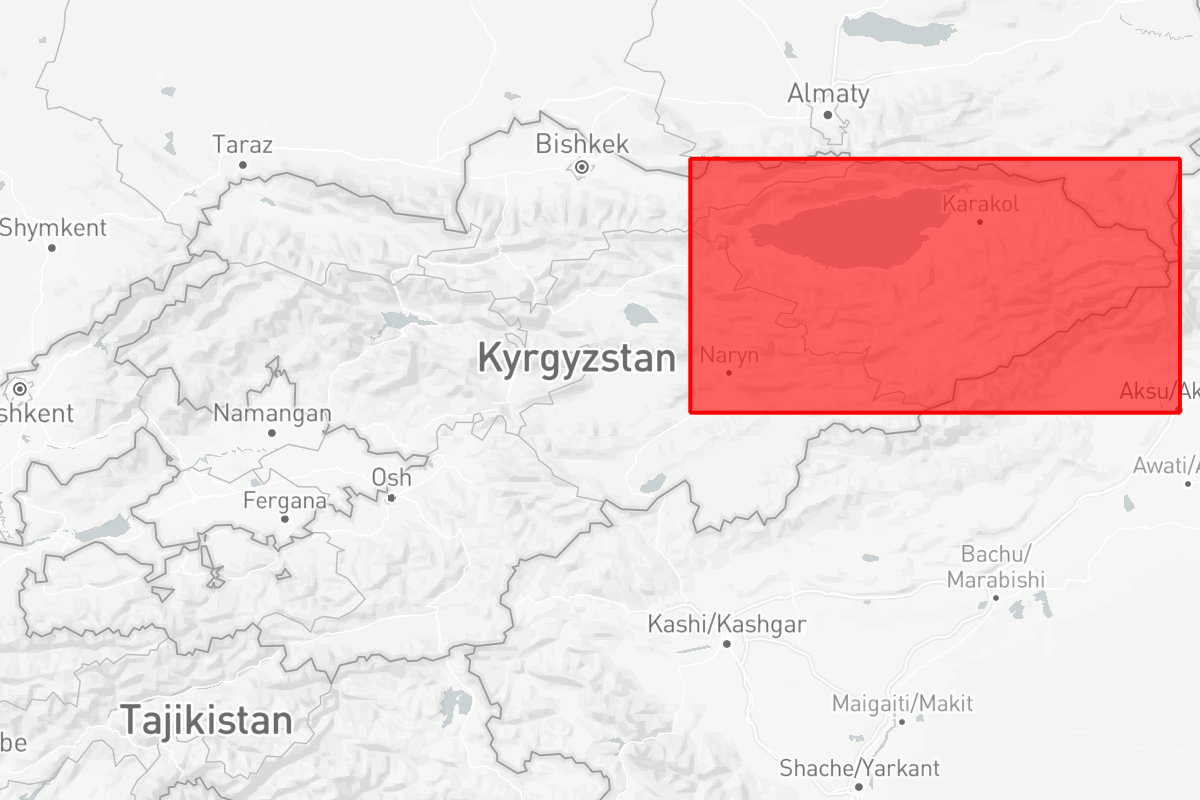 Almaty
Taraz
Bishkek
Karakol
Shymkent
Kyrgyzstan
Naryn
Aksu/Ak
shkent
Namangan
Osh
Awati/A
Fergana
Bachu/
Marabishi
Kashi/Kashgar
Maigaiti/Makit
Tajikistan
be
Shache/Yarkant